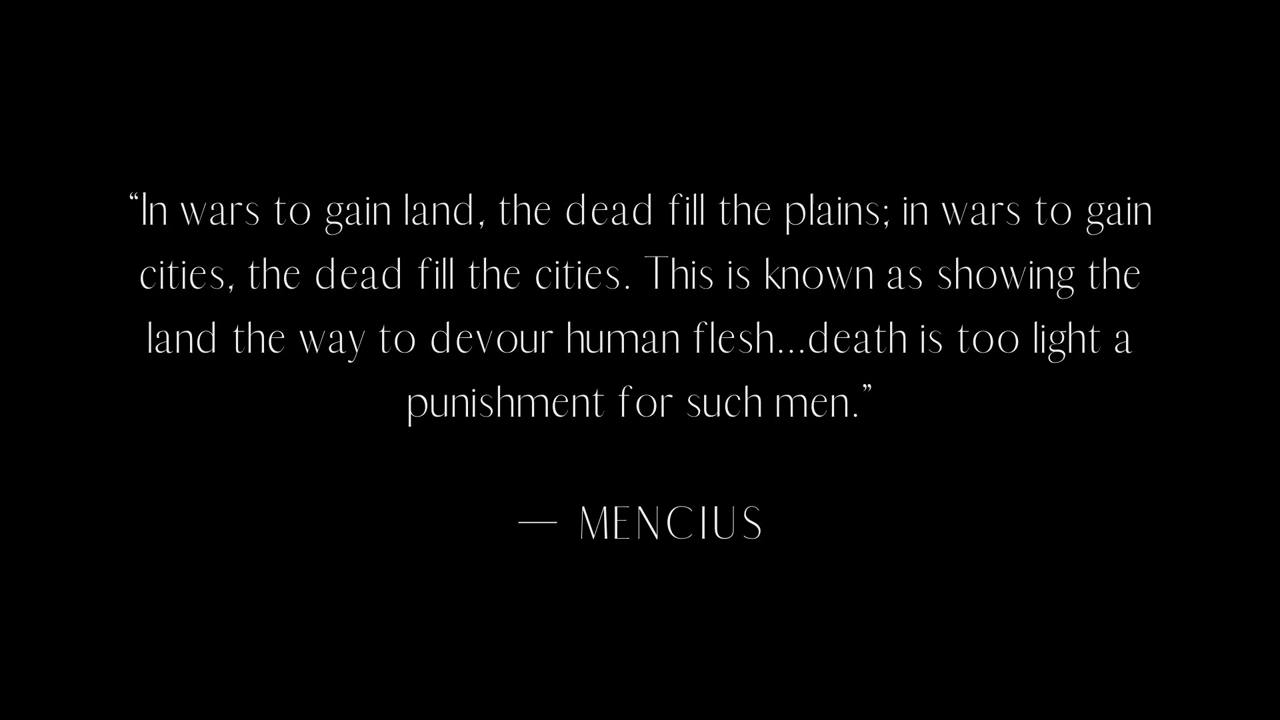 “In wars to gain land, the dead fill the plains; in wars to gain
cities, the dead fill the cities. This is known as showing the
land the way to devour human flesh...death is too light a
punishment for such men.”
— MENCIUS